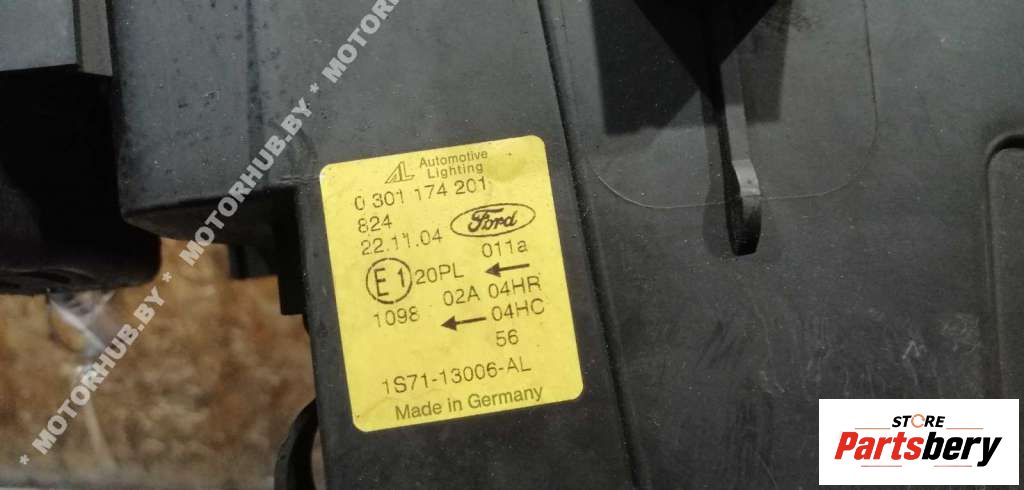 * MOTORHUB.BY * MOTORHUB.BY * MOTORHUB.BY
AL Automotive
Lighting
0 301 174 201
824
22.11.04 Ford
011a
E1 20PL ←
02A 04HR
1098 ← 04HC
56
1S71-13006-AL
Made in Germany
STORE
Partsbery